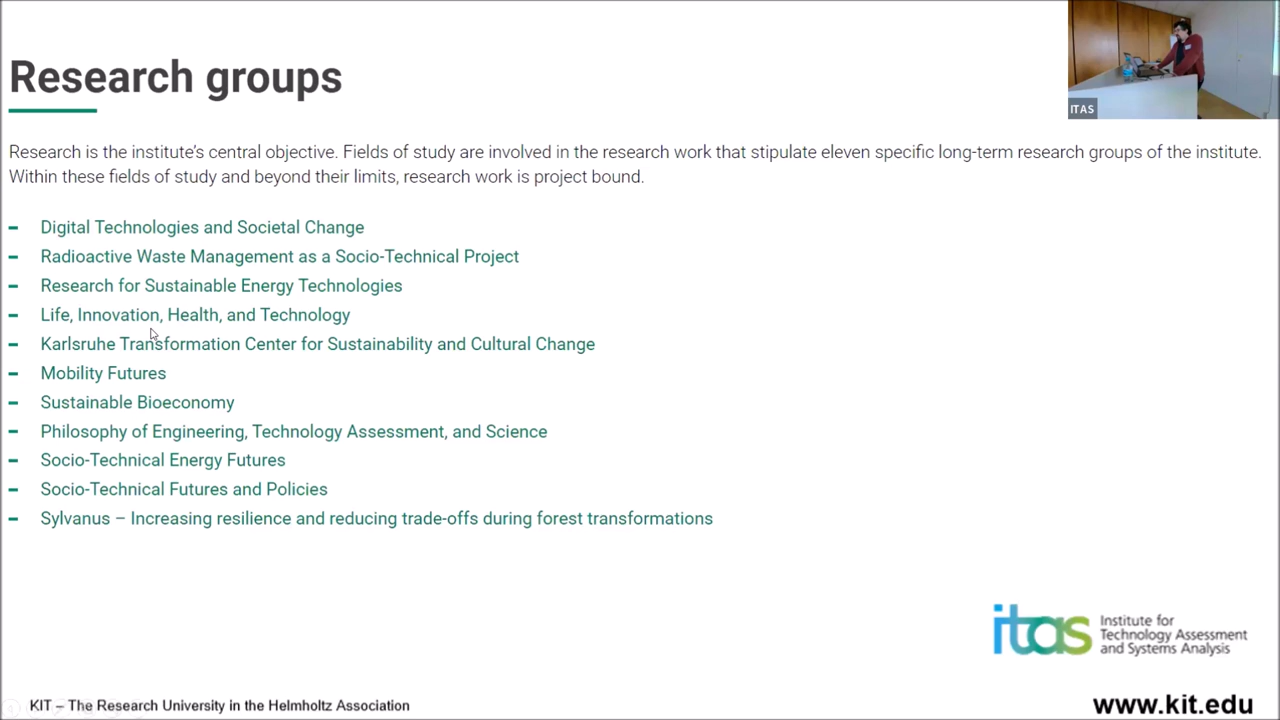 Research groups
ITAS
Research is the institute's central objective. Fields of study are involved in the research work that stipulate eleven specific long-term research groups of the institute.
Within these fields of study and beyond their limits, research work is project bound.
– Digital Technologies and Societal Change
– Radioactive Waste Management as a Socio-Technical Project
– Research for Sustainable Energy Technologies
– Life, Innovation, Health, and Technology
– Karlsruhe Transformation Center for Sustainability and Cultural Change
– Mobility Futures
– Sustainable Bioeconomy
– Philosophy of Engineering, Technology Assessment, and Science
– Socio-Technical Energy Futures
– Socio-Technical Futures and Policies
– Sylvanus – Increasing resilience and reducing trade-offs during forest transformations
itas
Institute for
Technology Assessment
and Systems Analysis
KIT – The Research University in the Helmholtz Association
www.kit.edu